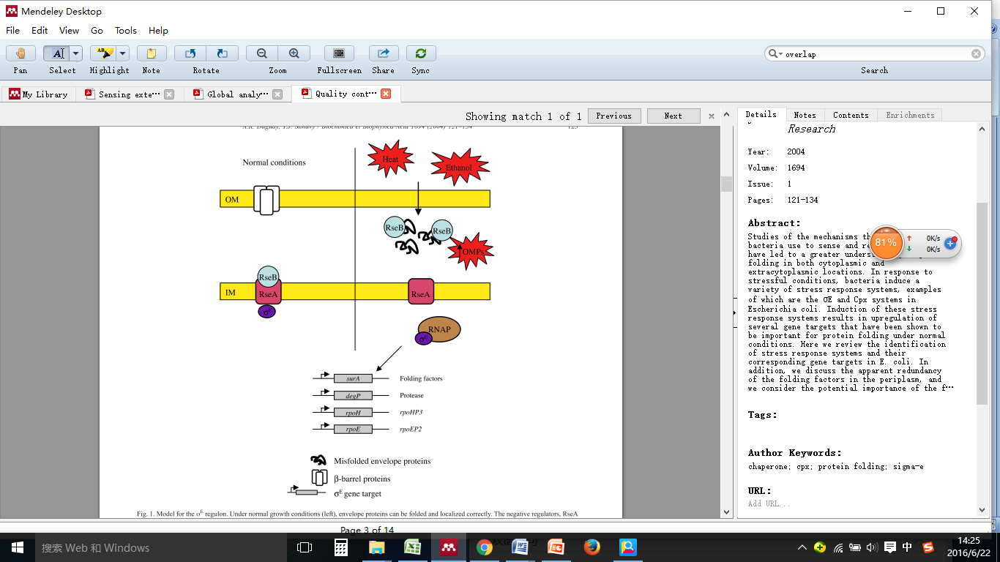 Mendeley Desktop
File Edit View Go Tools Help
Pan Select Highlight Note Rotate Zoom Fullscreen Share Sync
overlap
Search
My Library Sensing exte… Global analy… Quality cont…
Showing match 1 of 1 Previous Next
A.R. Duguay, T.J. Silhavy / Biochimica et Biophysica Acta 1694 (2004) 121–134 123
Normal conditions
Heat
Ethanol
OM
RseB
RseB
OMPs
RseB
IM
RseA
RseA
σE
RNAP
σE
surA Folding factors
degP Protease
rpoH rpoHP3
rpoE rpoEP2
Misfolded envelope proteins
β-barrel proteins
σE gene target
Fig. 1. Model for the σE regulon. Under normal growth conditions (left), envelope proteins can be folded and localized correctly. The negative regulators, RseA
Page 3 of 14
Details Notes Contents Enrichments
Research
Year: 2004
Volume: 1694
Issue: 1
Pages: 121-134
Abstract:
Studies of the mechanisms
bacteria use to sense and
have led to a greater
folding in both cytoplasmic and
extracytoplasmic locations. In response to
stressful conditions, bacteria induce a
variety of stress response systems, examples
of which are the σE and Cpx systems in
Escherichia coli. Induction of these stress
response systems results in upregulation of
several gene targets that have been shown to
be important for protein folding under normal
conditions. Here we review the identification
of stress response systems and their
corresponding gene targets in E. coli. In
addition, we discuss the apparent redundancy
of the folding factors in the periplasm, and
we consider the potential importance of the f…
Tags:
Author Keywords:
chaperone; cpx; protein folding; sigma-e
URL:
Add URL...
81%
0K/s
0K/s
搜索 Web 和 Windows
中
14:25
2016/6/22